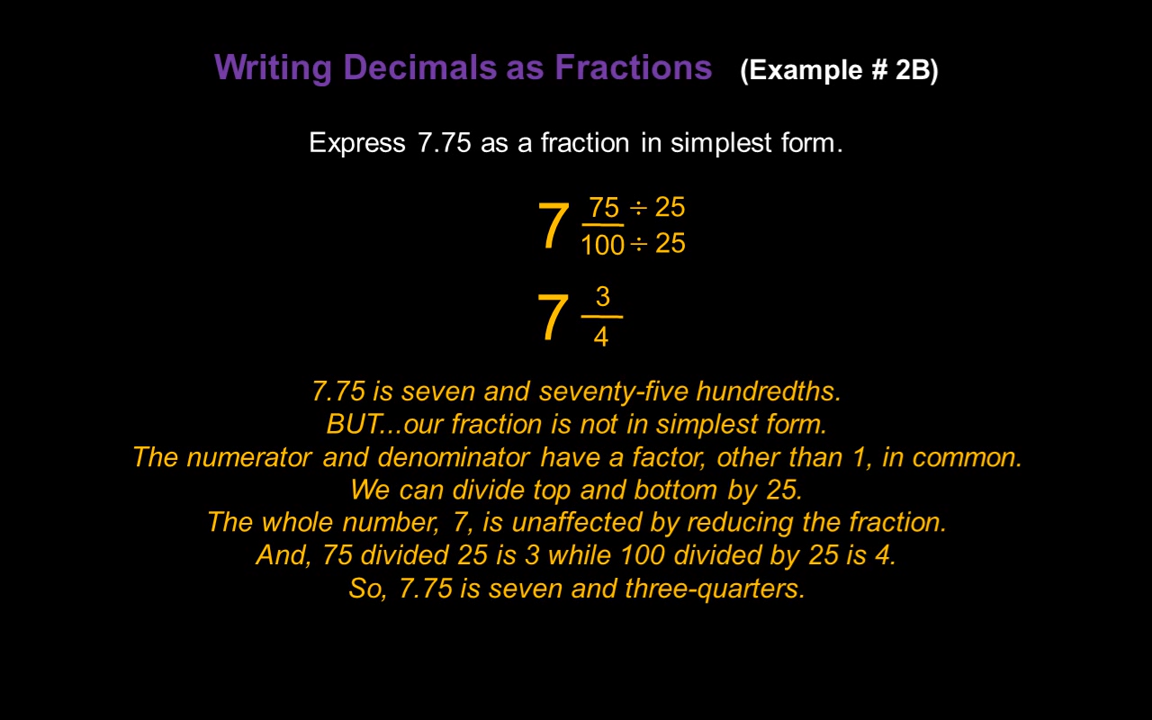 Writing Decimals as Fractions (Example # 2B)
Express 7.75 as a fraction in simplest form.
7 75 ÷ 25
100 ÷ 25
7 3
4
7.75 is seven and seventy-five hundredths.
BUT...our fraction is not in simplest form.
The numerator and denominator have a factor, other than 1, in common.
We can divide top and bottom by 25.
The whole number, 7, is unaffected by reducing the fraction.
And, 75 divided 25 is 3 while 100 divided by 25 is 4.
So, 7.75 is seven and three-quarters.